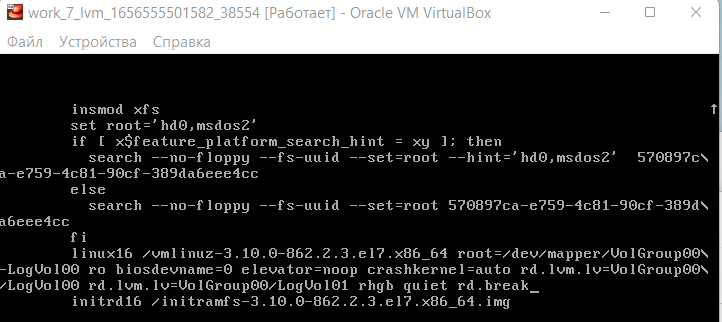 work_7_lvm_1656555501582_38554 [Работает] - Oracle VM VirtualBox
Файл Устройства Справка
insmod xfs
set root='hd0,msdos2'
if [ x$feature_platform_search_hint = xy ]; then
search --no-floppy --fs-uuid --set=root --hint='hd0,msdos2' 570897c\
a-e759-4c81-90cf-389da6eee4cc
else
search --no-floppy --fs-uuid --set=root 570897ca-e759-4c81-90cf-389d\
a6eee4cc
fi
linux16 /vmlinuz-3.10.0-862.2.3.el7.x86_64 root=/dev/mapper/VolGroup00\
-LogVol00 ro biosdevname=0 elevator=noop crashkernel=auto rd.lvm.lv=VolGroup00\
/LogVol00 rd.lvm.lv=VolGroup00/LogVol01 rhgb quiet rd.break_
initrd16 /initramfs-3.10.0-862.2.3.el7.x86_64.img